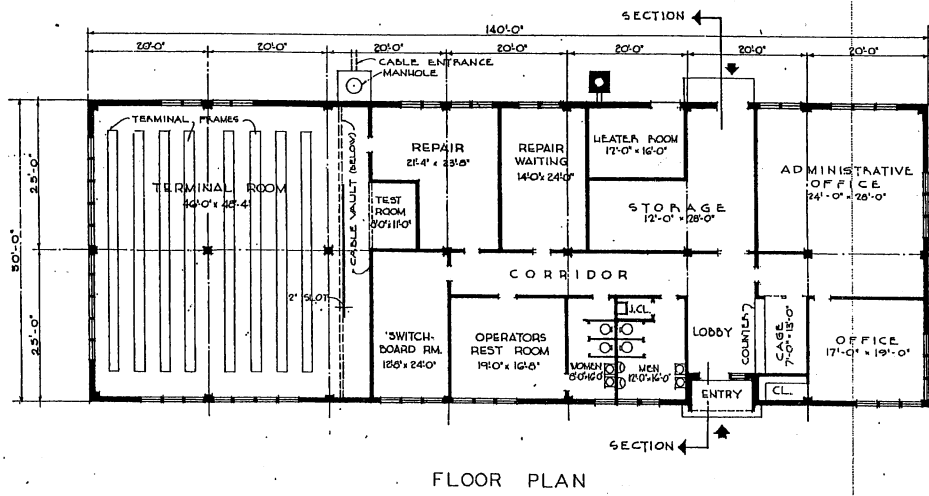 SECTION
140'-0"
20'-0" 20'-0" 20'-0" 20'-0" 20'-0" 20'-0" 20'-0"
CABLE ENTRANCE
MANHOLE
TERMINAL FRAMES
TERMINAL ROOM
46'-0" x 48'-4"
CABLE VAULT (BELOW)
2" SLOT
REPAIR
21'-4" x 23'-8"
TEST
ROOM
8'-0" x 11'-0"
REPAIR
WAITING
14'-0" x 24'-0"
HEATER ROOM
12'-0" x 16'-0"
STORAGE
12'-0" x 28'-0"
ADMINISTRATIVE
OFFICE
24'-0" x 28'-0"
50'-0"
25'-0"
25'-0"
CORRIDOR
SWITCH-
BOARD RM.
12'-8" x 24'-0"
OPERATORS
REST ROOM
19'-0" x 16'-8"
J.CL.
WOMEN
8'-0" x 16'-0"
MEN
12'-0" x 16'-0"
LOBBY
COUNTER
CAGE
7'-0" x 13'-0"
OFFICE
17'-0" x 19'-0"
ENTRY
CL.
SECTION
FLOOR PLAN